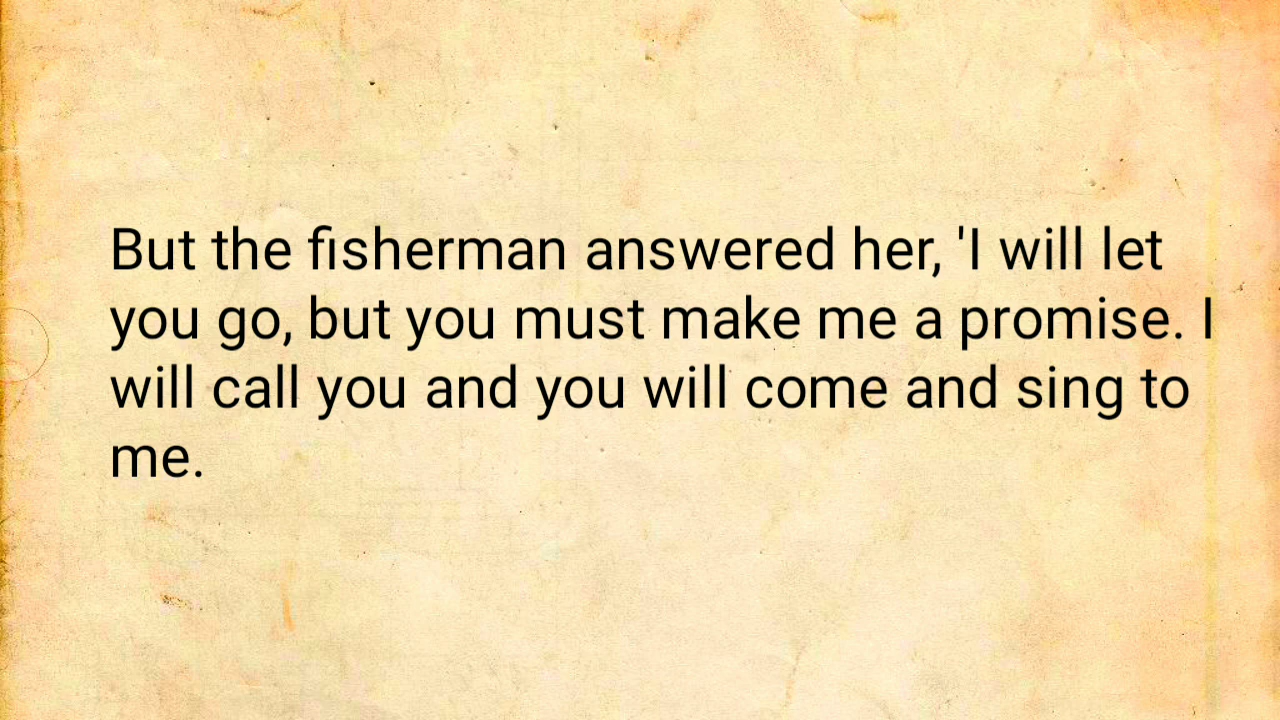 But the fisherman answered her, 'I will let
you go, but you must make me a promise. I
will call you and you will come and sing to
me.